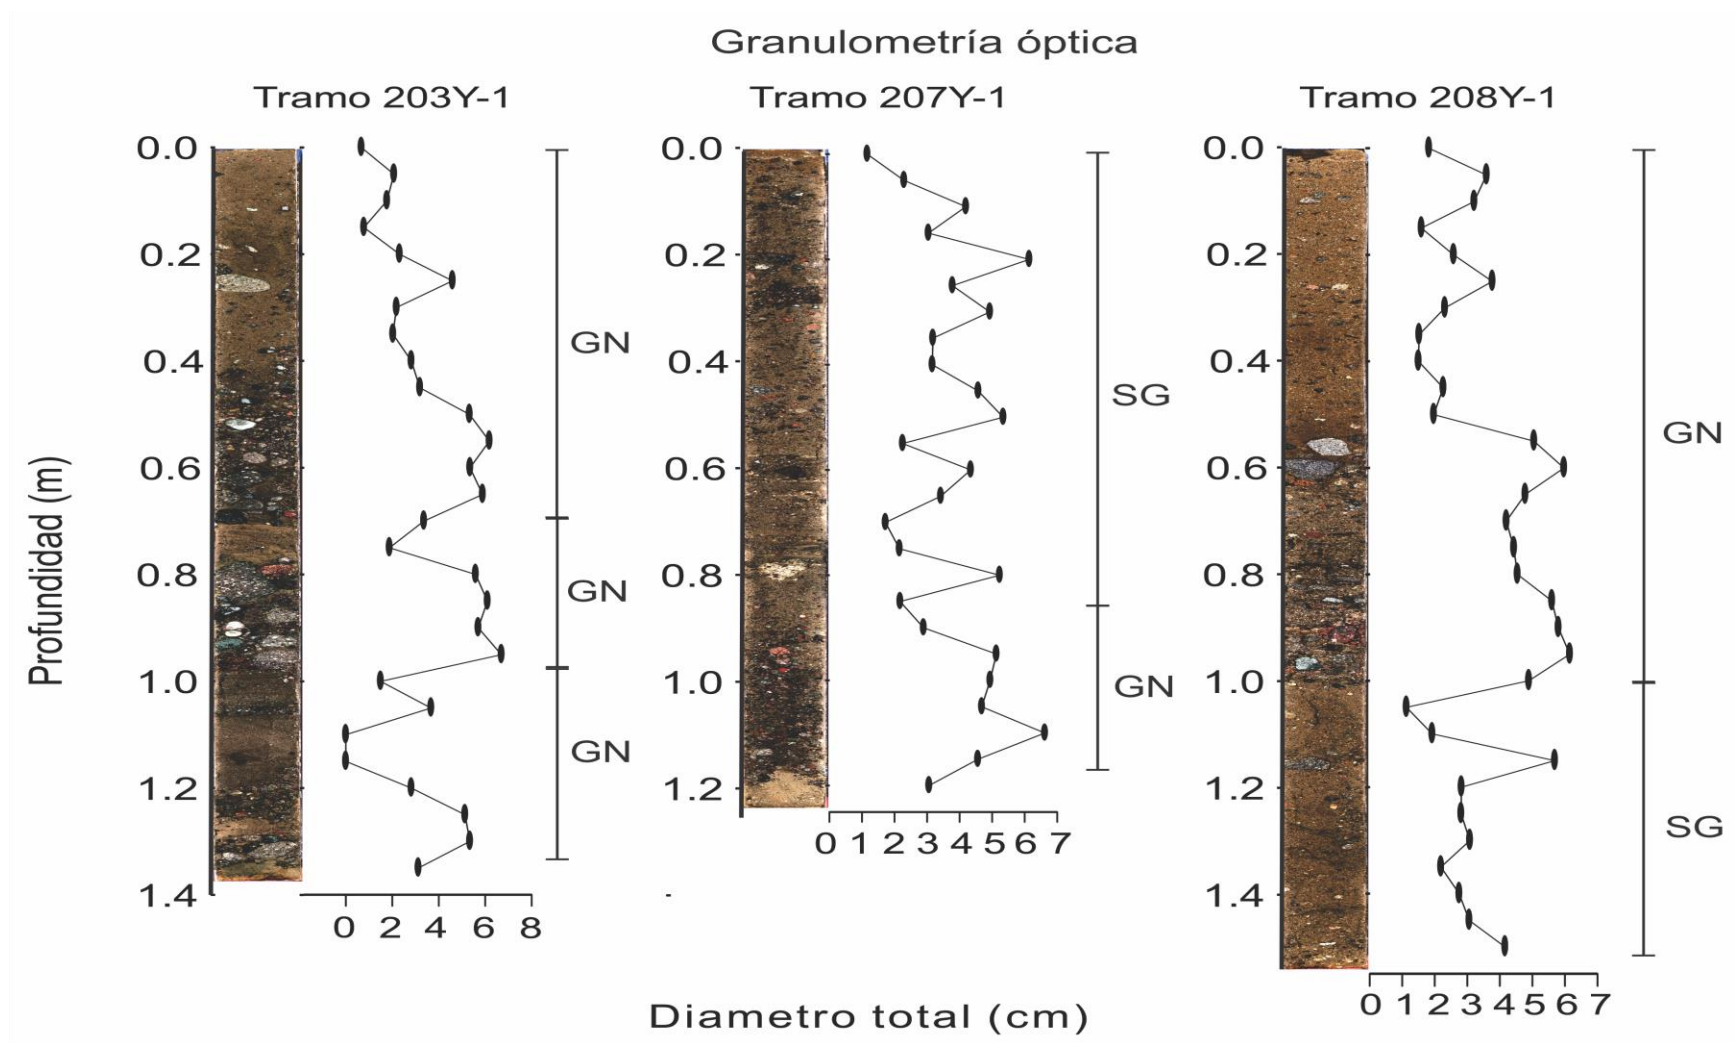 Granulometría óptica
Tramo 203Y-1
Tramo 207Y-1
Tramo 208Y-1
Profundidad (m)
0.0
0.2
0.4
0.6
0.8
1.0
1.2
1.4
GN
GN
GN
0 2 4 6 8
0.0
0.2
0.4
0.6
0.8
1.0
1.2
-
SG
GN
0 1 2 3 4 5 6 7
0.0
0.2
0.4
0.6
0.8
1.0
1.2
1.4
GN
SG
0 1 2 3 4 5 6 7
Diametro total (cm)